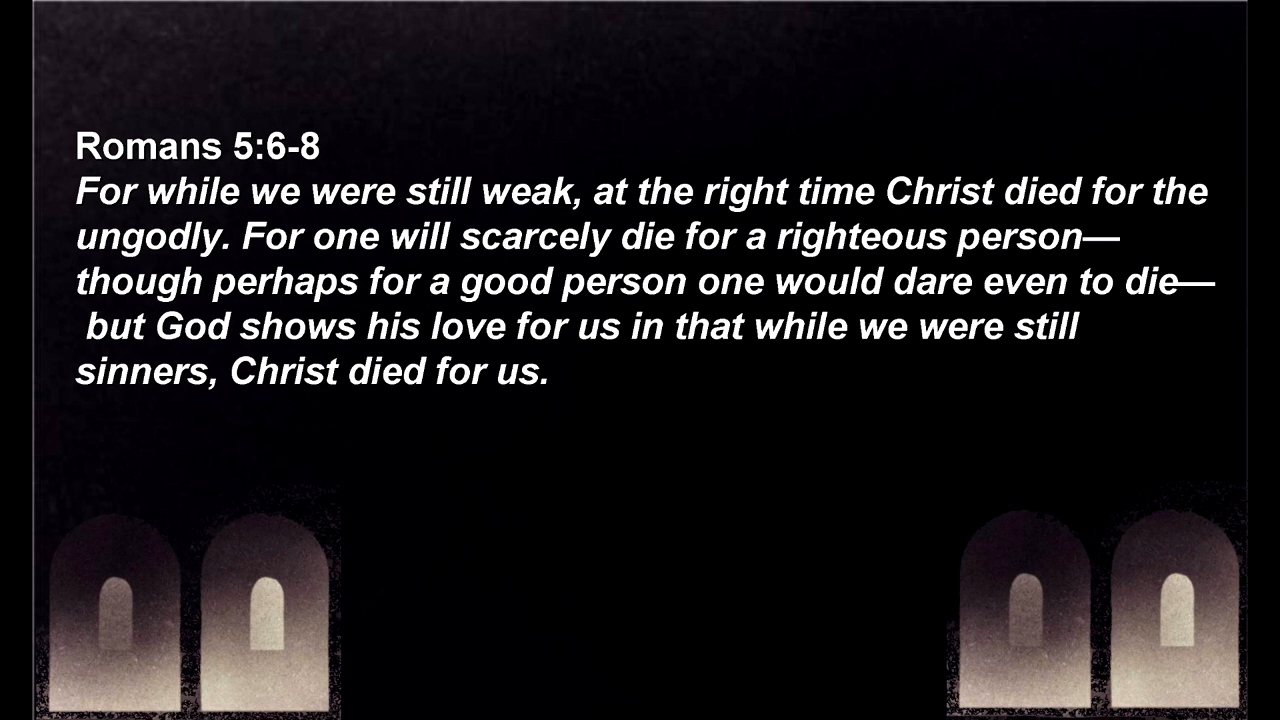 Romans 5:6-8
For while we were still weak, at the right time Christ died for the
ungodly. For one will scarcely die for a righteous person—
though perhaps for a good person one would dare even to die—
but God shows his love for us in that while we were still
sinners, Christ died for us.